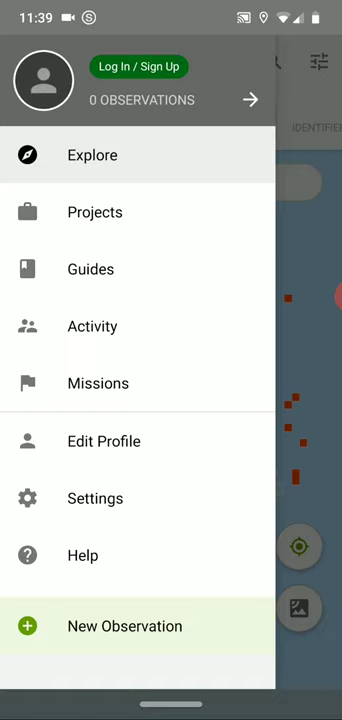 11:39
Log In / Sign Up
0 OBSERVATIONS
IDENTIFIE
Explore
Projects
Guides
Activity
Missions
Edit Profile
Settings
Help
New Observation